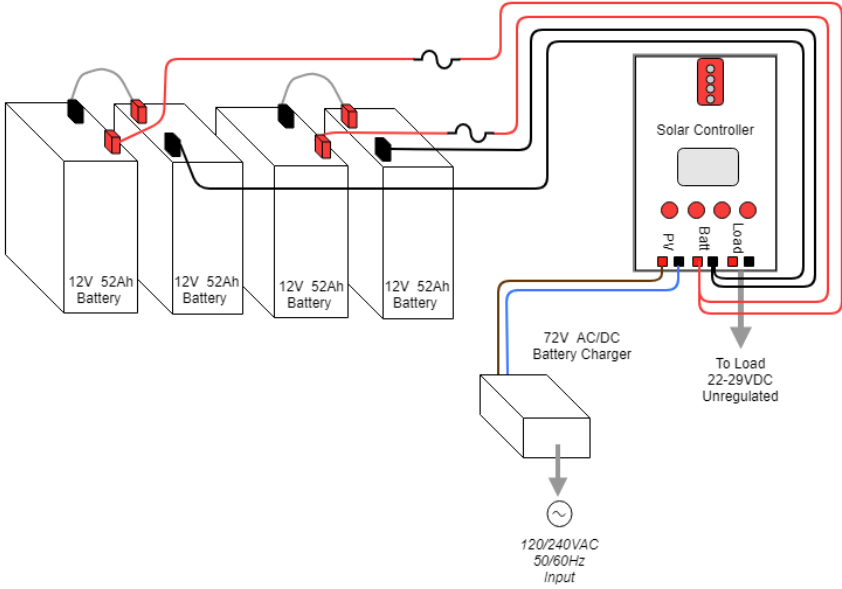 Solar Controller
PV
Batt
Load
12V 52Ah
Battery
12V 52Ah
Battery
12V 52Ah
Battery
12V 52Ah
Battery
72V AC/DC
Battery Charger
To Load
22-29VDC
Unregulated
120/240VAC
50/60Hz
Input